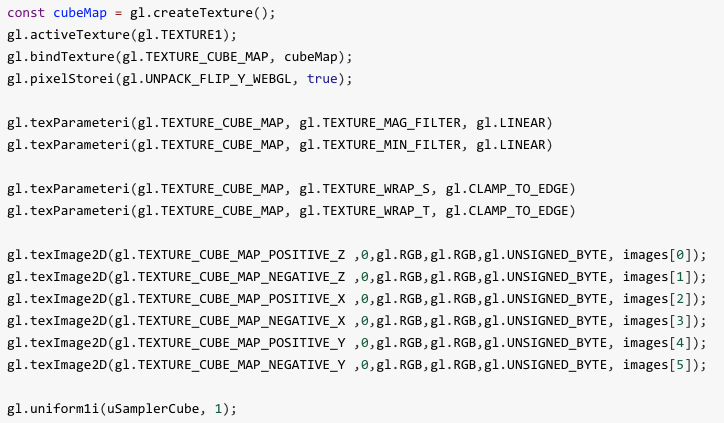 const cubeMap = gl.createTexture();
gl.activeTexture(gl.TEXTURE1);
gl.bindTexture(gl.TEXTURE_CUBE_MAP, cubeMap);
gl.pixelStorei(gl.UNPACK_FLIP_Y_WEBGL, true);
gl.texParameteri(gl.TEXTURE_CUBE_MAP, gl.TEXTURE_MAG_FILTER, gl.LINEAR)
gl.texParameteri(gl.TEXTURE_CUBE_MAP, gl.TEXTURE_MIN_FILTER, gl.LINEAR)
gl.texParameteri(gl.TEXTURE_CUBE_MAP, gl.TEXTURE_WRAP_S, gl.CLAMP_TO_EDGE)
gl.texParameteri(gl.TEXTURE_CUBE_MAP, gl.TEXTURE_WRAP_T, gl.CLAMP_TO_EDGE)
gl.texImage2D(gl.TEXTURE_CUBE_MAP_POSITIVE_Z ,0,gl.RGB,gl.RGB,gl.UNSIGNED_BYTE, images[0]);
gl.texImage2D(gl.TEXTURE_CUBE_MAP_NEGATIVE_Z ,0,gl.RGB,gl.RGB,gl.UNSIGNED_BYTE, images[1]);
gl.texImage2D(gl.TEXTURE_CUBE_MAP_POSITIVE_X ,0,gl.RGB,gl.RGB,gl.UNSIGNED_BYTE, images[2]);
gl.texImage2D(gl.TEXTURE_CUBE_MAP_NEGATIVE_X ,0,gl.RGB,gl.RGB,gl.UNSIGNED_BYTE, images[3]);
gl.texImage2D(gl.TEXTURE_CUBE_MAP_POSITIVE_Y ,0,gl.RGB,gl.RGB,gl.UNSIGNED_BYTE, images[4]);
gl.texImage2D(gl.TEXTURE_CUBE_MAP_NEGATIVE_Y ,0,gl.RGB,gl.RGB,gl.UNSIGNED_BYTE, images[5]);
gl.uniform1i(uSamplerCube, 1);